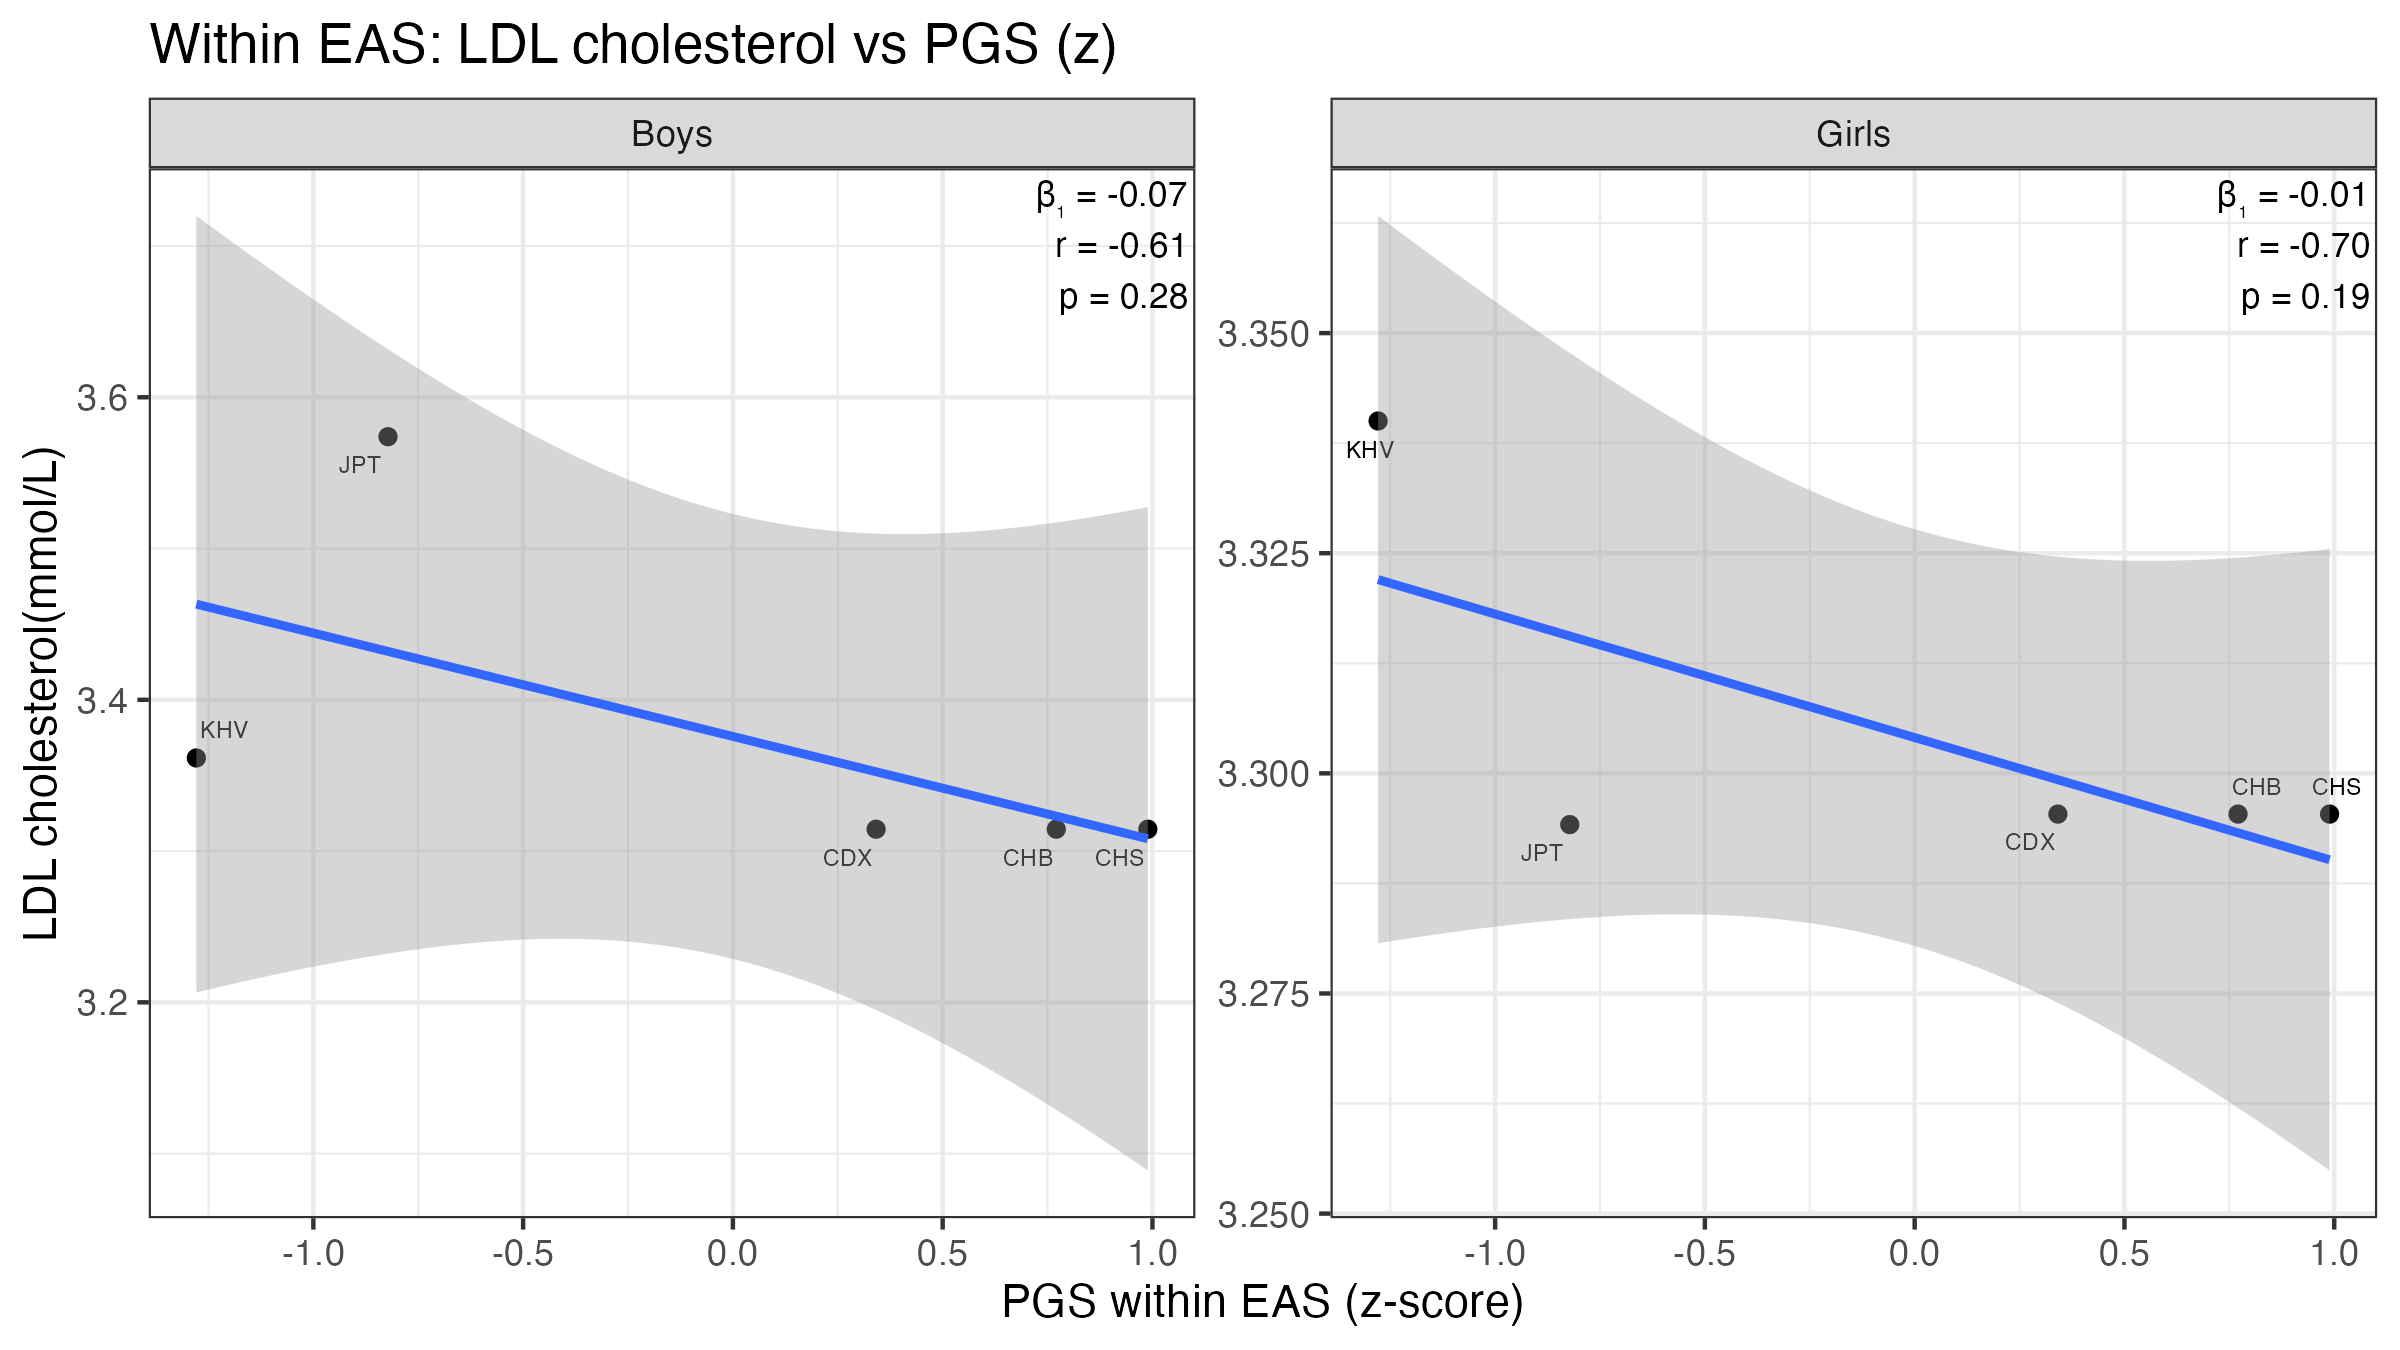 Within EAS: LDL cholesterol vs PGS (z)
Boys
Girls
β₁ = -0.07
r = -0.61
p = 0.28
β₁ = -0.01
r = -0.70
p = 0.19
LDL cholesterol(mmol/L)
3.6
3.4
3.2
JPT
KHV
CDX
CHB
CHS
-1.0
-0.5
0.0
0.5
1.0
3.350
3.325
3.300
3.275
3.250
KHV
JPT
CDX
CHB
CHS
-1.0
-0.5
0.0
0.5
1.0
PGS within EAS (z-score)